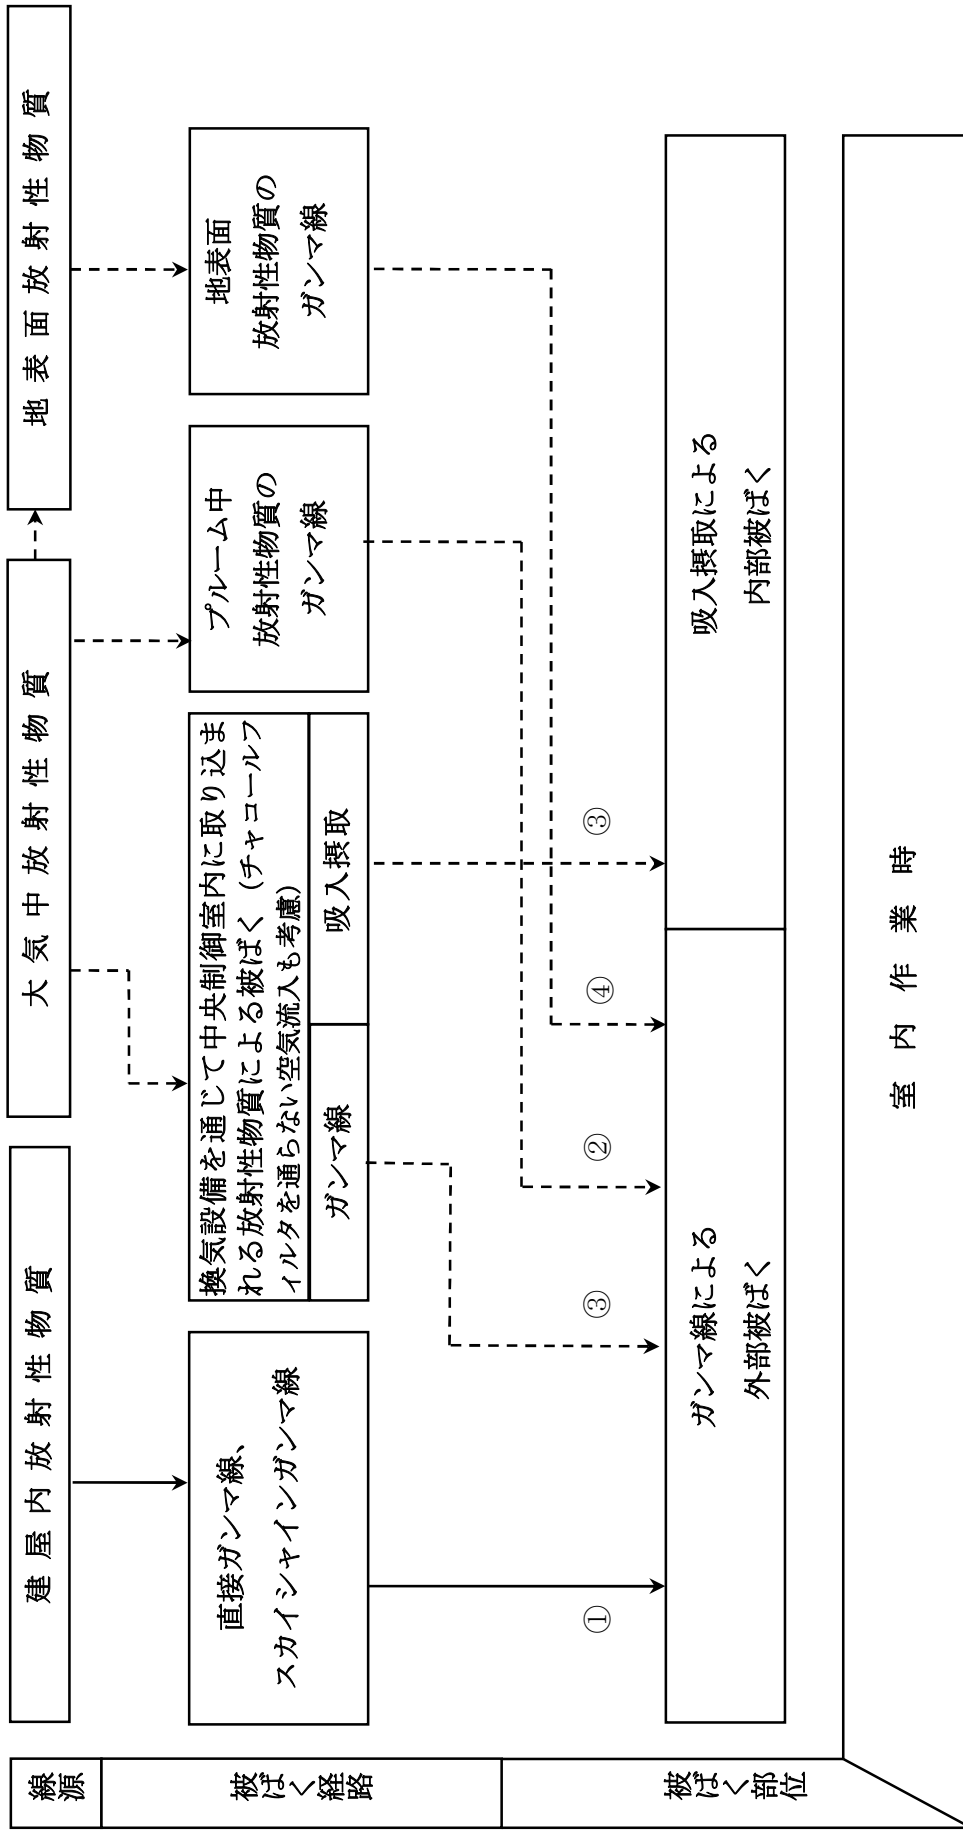 線
源
建屋内放射性物質
大気中放射性物質
地表面放射性物質
被ばく経路
直接ガンマ線、
スカイシャインガンマ線
換気設備を通じて中央制御室内に取り込ま
れる放射性物質による被ばく（チャコールフ
ィルタを通らない空気流入も考慮）
ガンマ線
吸入摂取
プルーム中
放射性物質の
ガンマ線
地表面
放射性物質の
ガンマ線
①
③
②
④
③
被ばく部位
ガンマ線による
外部被ばく
吸入摂取による
内部被ばく
室内作業時